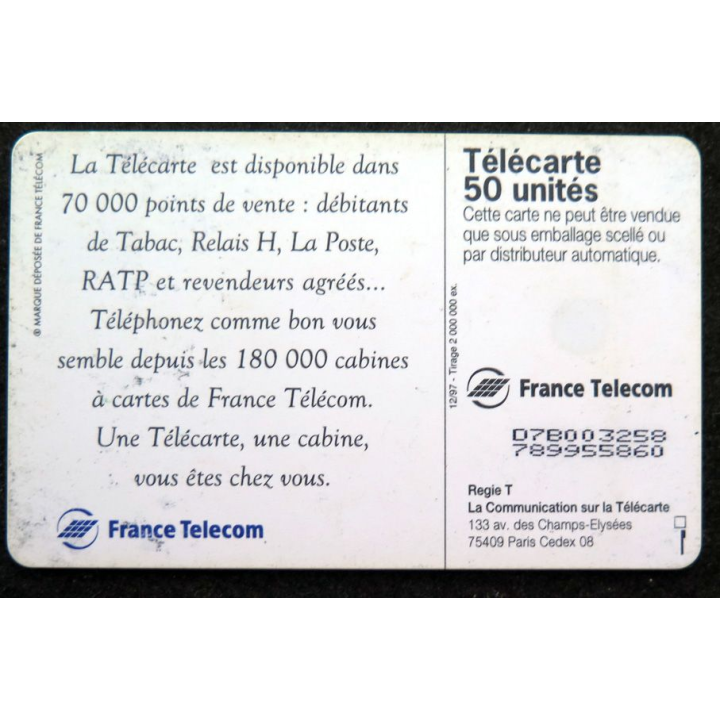 ® MARQUE DÉPOSÉE DE FRANCE TÉLÉCOM
La Télécarte est disponible dans
70 000 points de vente : débitants
de Tabac, Relais H, La Poste,
RATP et revendeurs agréés...
Téléphonez comme bon vous
semble depuis les 180 000 cabines
à cartes de France Télécom.
Une Télécarte, une cabine,
vous êtes chez vous.
France Telecom
Télécarte
50 unités
Cette carte ne peut être vendue
que sous emballage scellé ou
par distributeur automatique.
12/97 - Tirage 2 000 000 ex.
France Telecom
D7B003258
789955860
Regie T
La Communication sur la Télécarte
133 av. des Champs-Elysées
75409 Paris Cedex 08